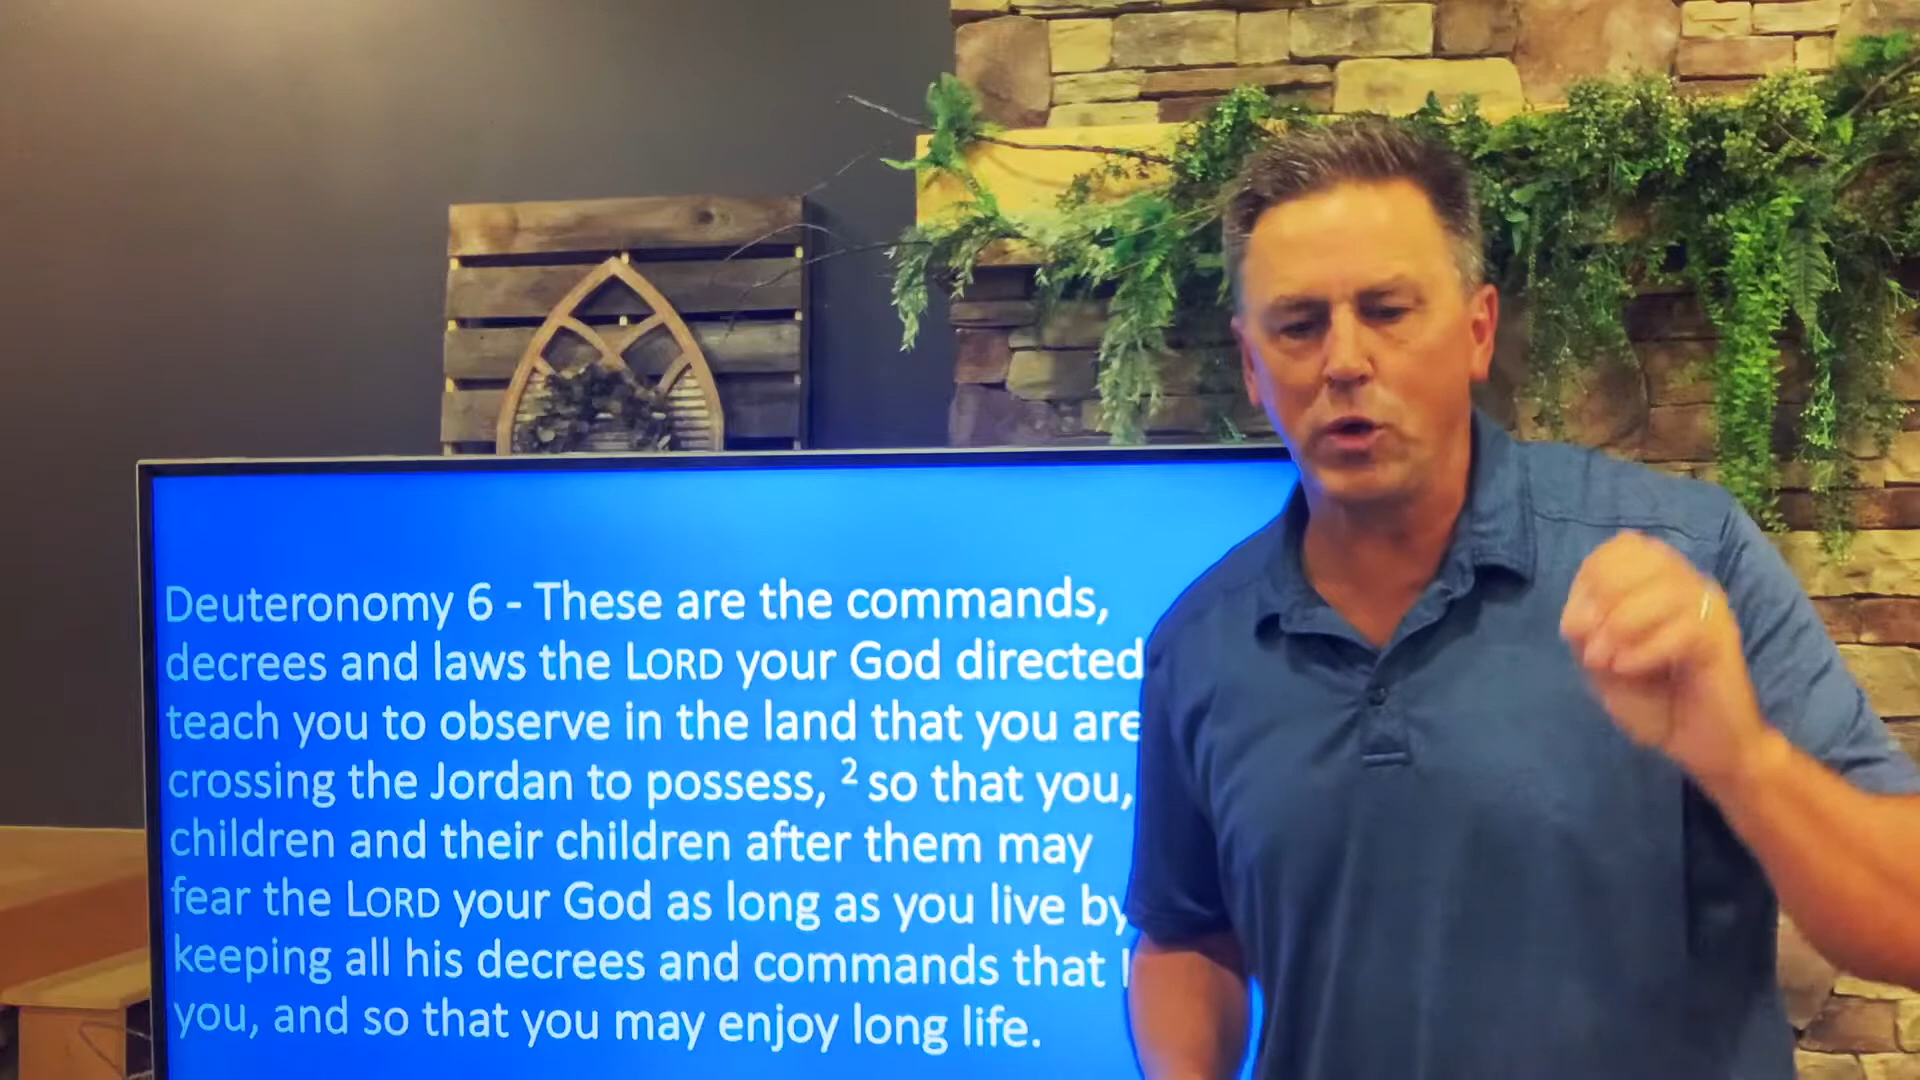 Deuteronomy 6 - These are the commands,
decrees and laws the LORD your God directed
teach you to observe in the land that you are
crossing the Jordan to possess, ² so that you,
children and their children after them may
fear the LORD your God as long as you live by
keeping all his decrees and commands that I
you, and so that you may enjoy long life.